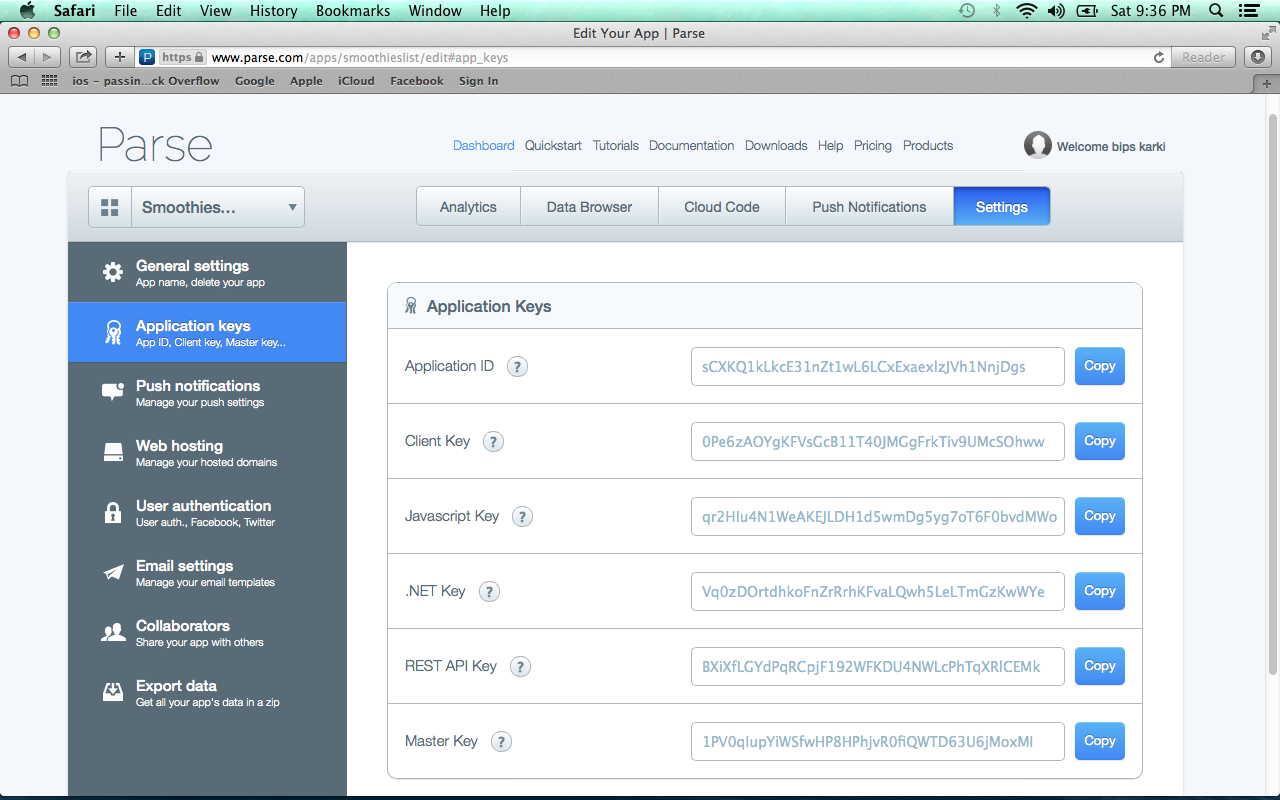 Safari File Edit View History Bookmarks Window Help Sat 9:36 PM
Edit Your App | Parse
P https www.parse.com/apps/smoothieslist/edit#app_keys Reader
ios – passin...ck Overflow Google Apple iCloud Facebook Sign In
Parse
Dashboard Quickstart Tutorials Documentation Downloads Help Pricing Products Welcome bips karki
Smoothies...
Analytics Data Browser Cloud Code Push Notifications Settings
General settings
App name, delete your app
Application keys
App ID, Client key, Master key...
Push notifications
Manage your push settings
Web hosting
Manage your hosted domains
User authentication
User auth., Facebook, Twitter
Email settings
Manage your email templates
Collaborators
Share your app with others
Export data
Get all your app's data in a zip
Application Keys
Application ID ? Copy
Client Key ? 0Pe6zAOYgKFVsGcB11T40JMGgFrkTiv9UMcSOhww Copy
Javascript Key ? Copy
.NET Key ? Vq0zDOrtdhkoFnZrRrhKFvaLQwh5LeLTmGzKwWYe Copy
REST API Key ? Copy
Master Key ? Copy